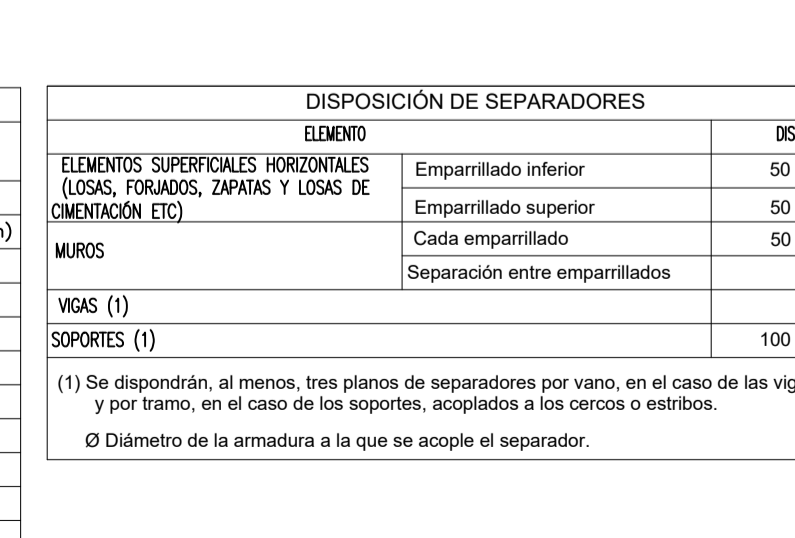 DISPOSICIÓN DE SEPARADORES
ELEMENTO
ELEMENTOS SUPERFICIALES HORIZONTALES
(LOSAS, FORJADOS, ZAPATAS Y LOSAS DE
CIMENTACIÓN ETC)
Emparrillado inferior
50
Emparrillado superior
50
MUROS
Cada emparrillado
50
Separación entre emparrillados
VIGAS (1)
SOPORTES (1)
100
(1) Se dispondrán, al menos, tres planos de separadores por vano, en el caso de las
y por tramo, en el caso de los soportes, acoplados a los cercos o estribos.
Ø Diámetro de la armadura a la que se acople el separador.